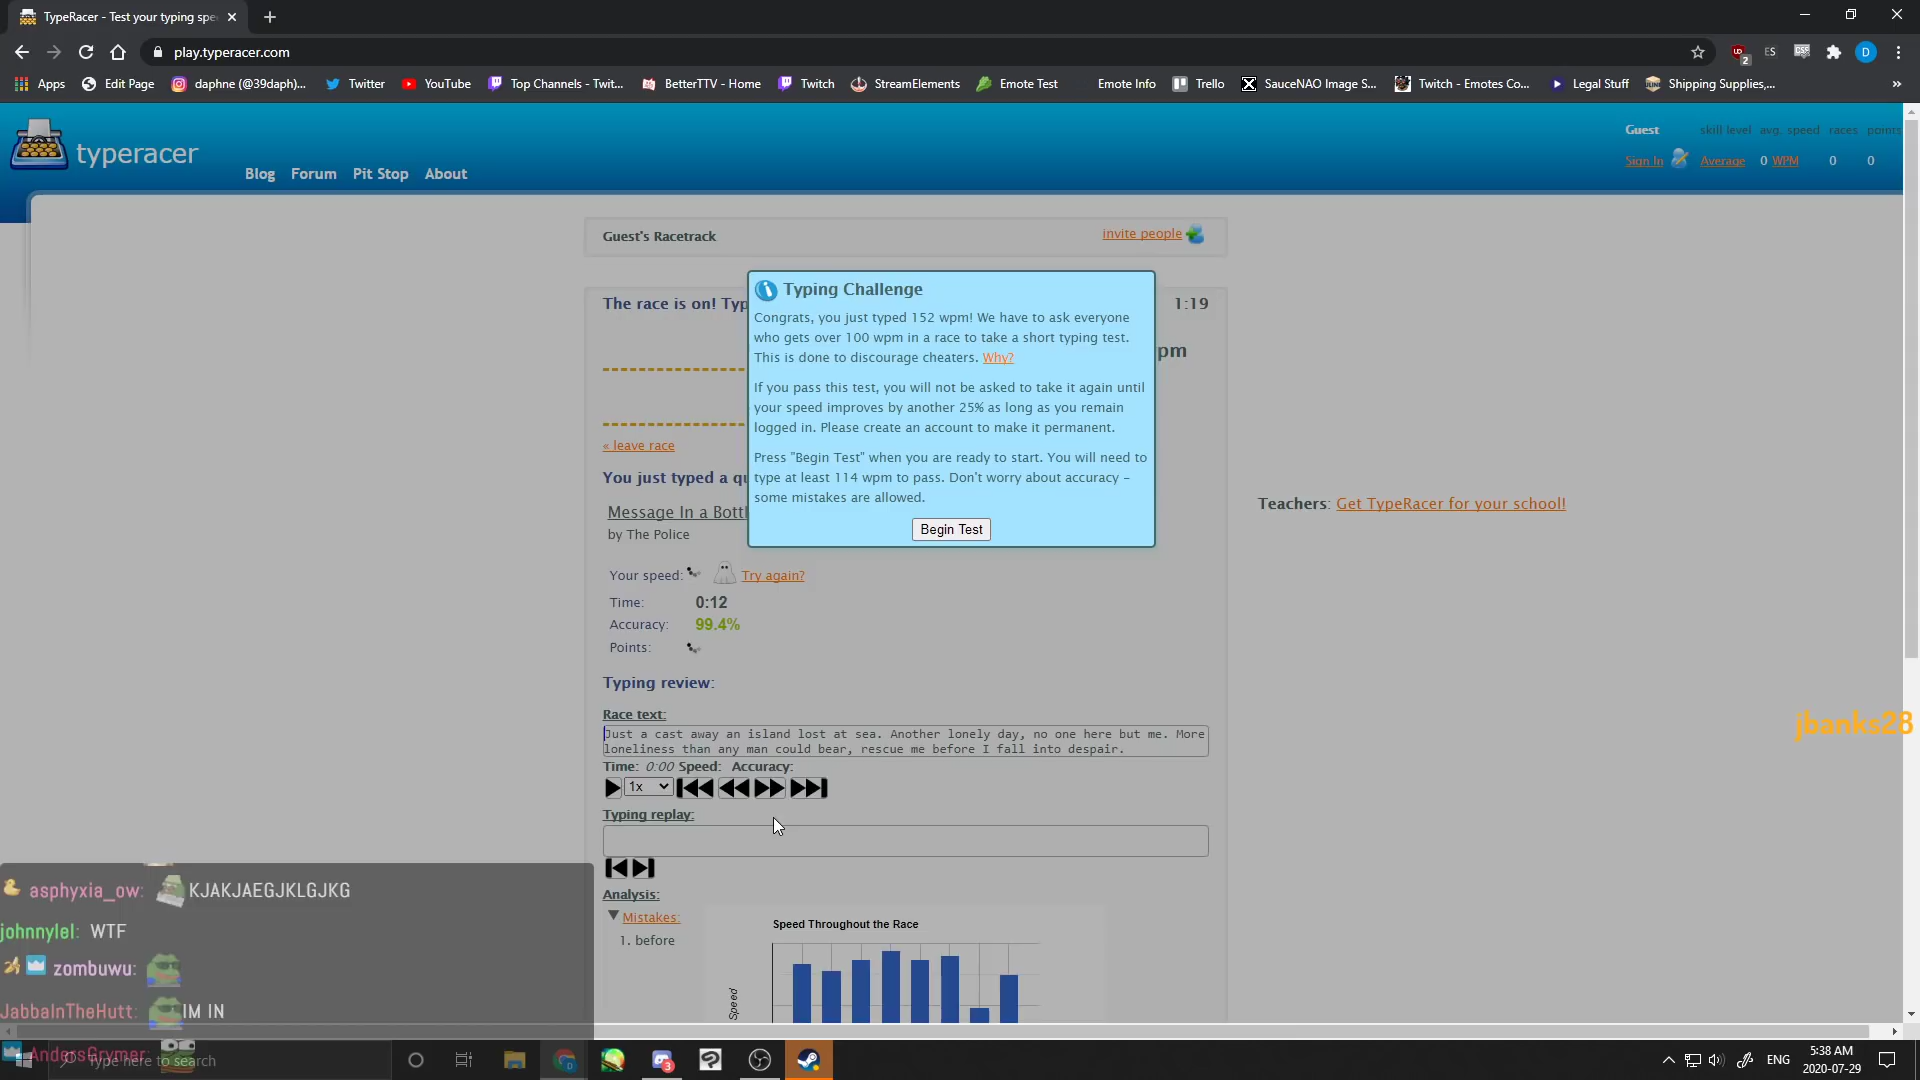 TypeRacer - Test your typing spe
play.typeracer.com
ES
CSP
2
D
Apps
Edit Page
daphne (@39daph)...
Twitter
YouTube
Top Channels - Twit...
BetterTTV - Home
Twitch
StreamElements
Emote Test
Emote Info
Trello
SauceNAO Image S...
Twitch - Emotes Co...
Legal Stuff
Shipping Supplies,...
typeracer
Blog Forum Pit Stop About
Guest skill level avg. speed races points
Sign In Average 0 WPM 0 0
Guest's Racetrack
invite people
The race is on! Typ
1:19
pm
Typing Challenge
Congrats, you just typed 152 wpm! We have to ask everyone
who gets over 100 wpm in a race to take a short typing test.
This is done to discourage cheaters. Why?
If you pass this test, you will not be asked to take it again until
your speed improves by another 25% as long as you remain
logged in. Please create an account to make it permanent.
Press "Begin Test" when you are ready to start. You will need to
type at least 114 wpm to pass. Don't worry about accuracy -
some mistakes are allowed.
Begin Test
« leave race
You just typed a qu
Message In a Bottl
by The Police
Your speed: Try again?
Time: 0:12
Accuracy: 99.4%
Points:
Teachers: Get TypeRacer for your school!
Typing review:
Race text:
Just a cast away an island lost at sea. Another lonely day, no one here but me. More
loneliness than any man could bear, rescue me before I fall into despair.
Time: 0:00 Speed: Accuracy:
1x
Typing replay:
Analysis:
Mistakes:
1. before
Speed Throughout the Race
Speed
jbanks28
asphyxia_ow: KJAKJAEGJKLGJKG
johnnylel: WTF
zombuwu:
JabbaInTheHutt: IM IN
AndersGrymer:
Type here to search
3
ENG
5:38 AM
2020-07-29